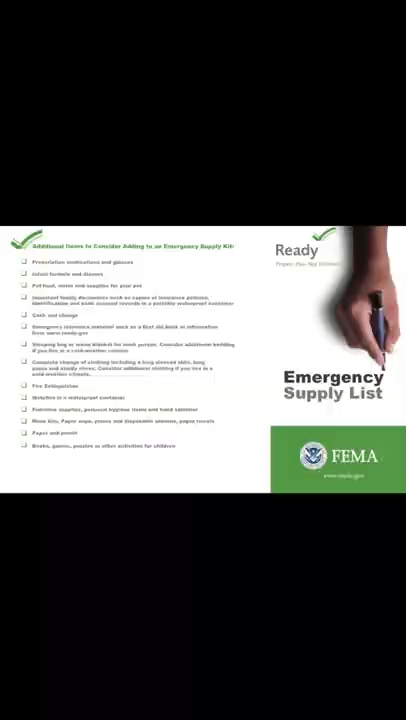 Additional Items to Consider Adding to an Emergency Supply Kit:
Prescription medications and glasses
Infant formula and diapers
Pet food, water and supplies for your pet
Important family documents such as copies of insurance policies,
identification and bank account records in a portable waterproof container
Cash and change
Emergency reference material such as a first aid book or information
from www.ready.gov
Sleeping bag or warm blanket for each person. Consider additional bedding
if you live in a cold-weather climate.
Complete change of clothing including a long sleeved shirt, long
pants and sturdy shoes. Consider additional clothing if you live in a
cold-weather climate.
Fire Extinguisher
Matches in a waterproof container
Feminine supplies, personal hygiene items and hand sanitizer
Mess kits, Paper cups, plates and disposable utensils, paper towels
Paper and pencil
Books, games, puzzles or other activities for children
Ready
Prepare. Plan. Stay Informed.
Emergency
Supply List
FEMA
www.ready.gov